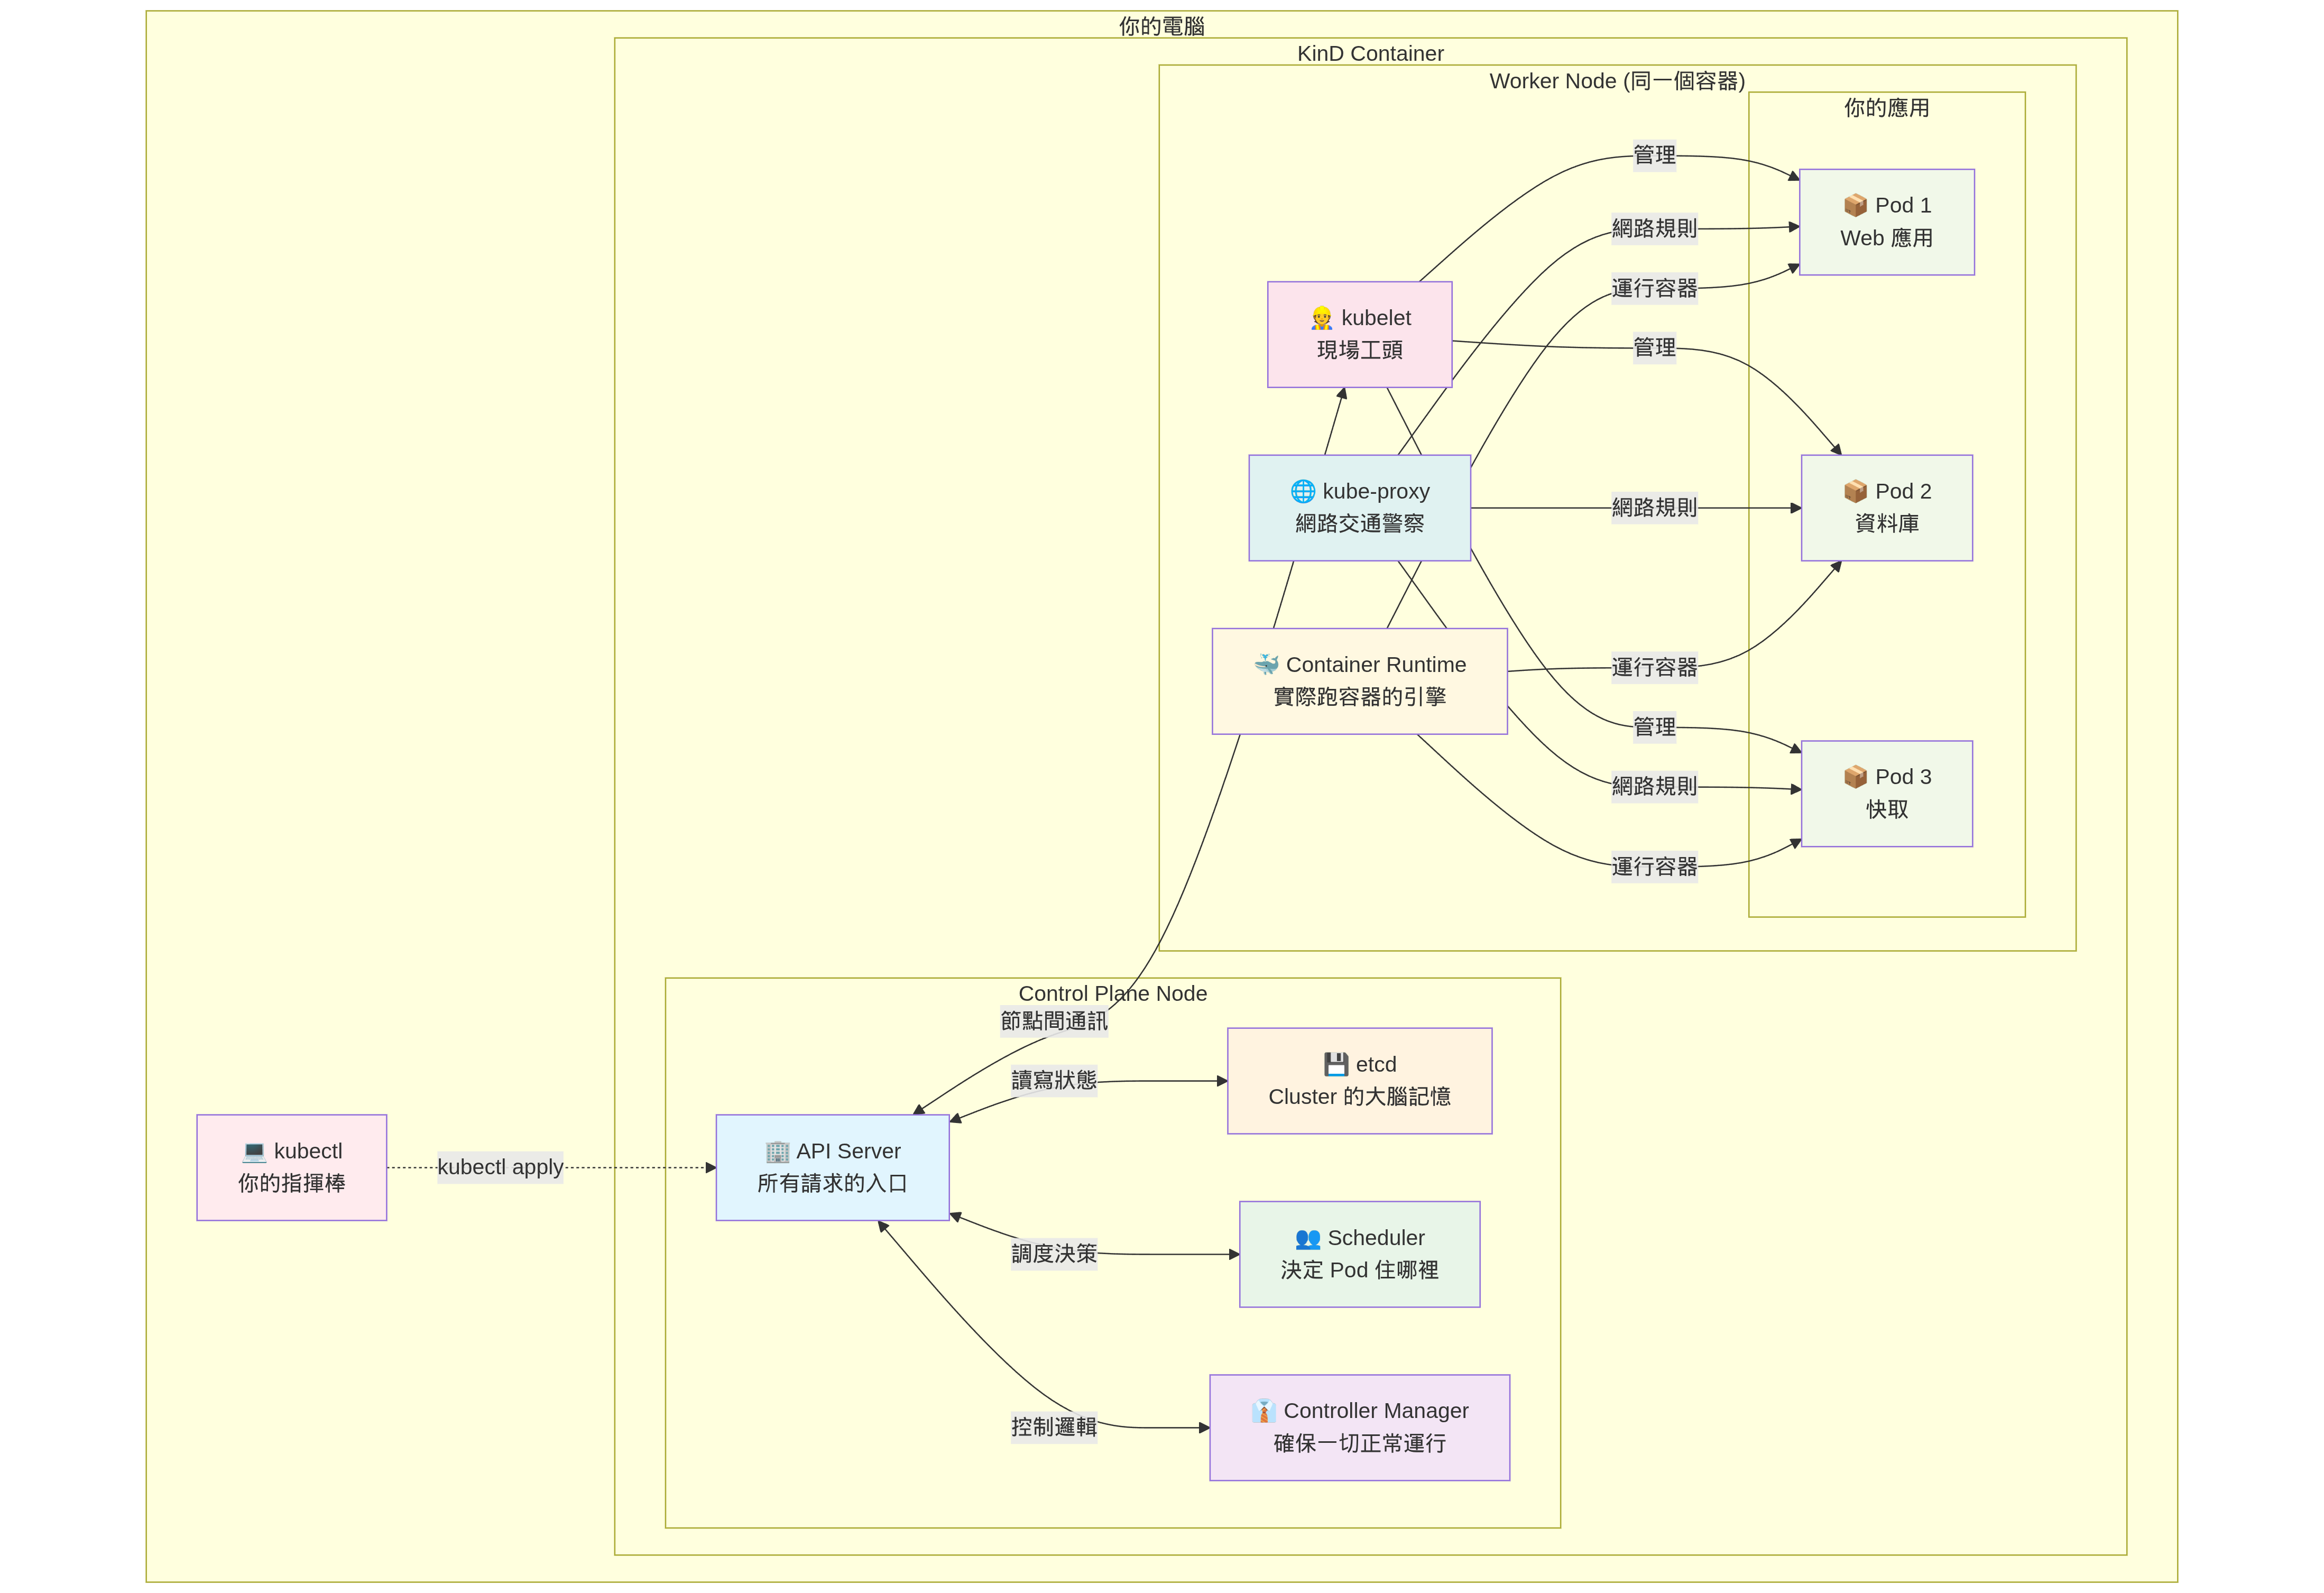 你的電腦
KinD Container
Worker Node (同一個容器)
你的應用
管理
📦 Pod 1
Web 應用
網路規則
運行容器
👷 kubelet
現場工頭
管理
🌐 kube-proxy
網路交通警察
網路規則
📦 Pod 2
資料庫
🐳 Container Runtime
實際跑容器的引擎
運行容器
管理
📦 Pod 3
快取
網路規則
運行容器
Control Plane Node
節點間通訊
讀寫狀態
💾 etcd
Cluster 的大腦記憶
💻 kubectl
你的指揮棒
kubectl apply
🏢 API Server
所有請求的入口
調度決策
👥 Scheduler
決定 Pod 住哪裡
控制邏輯
👔 Controller Manager
確保一切正常運行